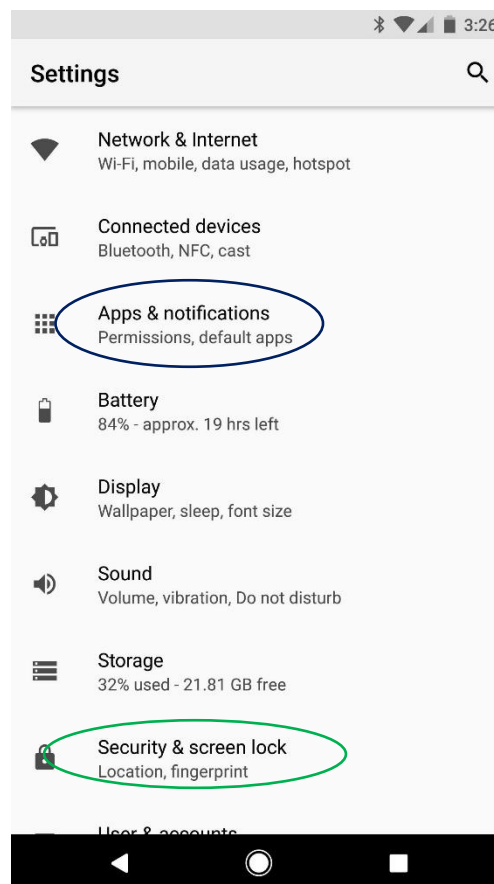 3:26
Settings
Network & Internet
Wi-Fi, mobile, data usage, hotspot
Connected devices
Bluetooth, NFC, cast
Apps & notifications
Permissions, default apps
Battery
84% - approx. 19 hrs left
Display
Wallpaper, sleep, font size
Sound
Volume, vibration, Do not disturb
Storage
32% used - 21.81 GB free
Security & screen lock
Location, fingerprint
User & accounts